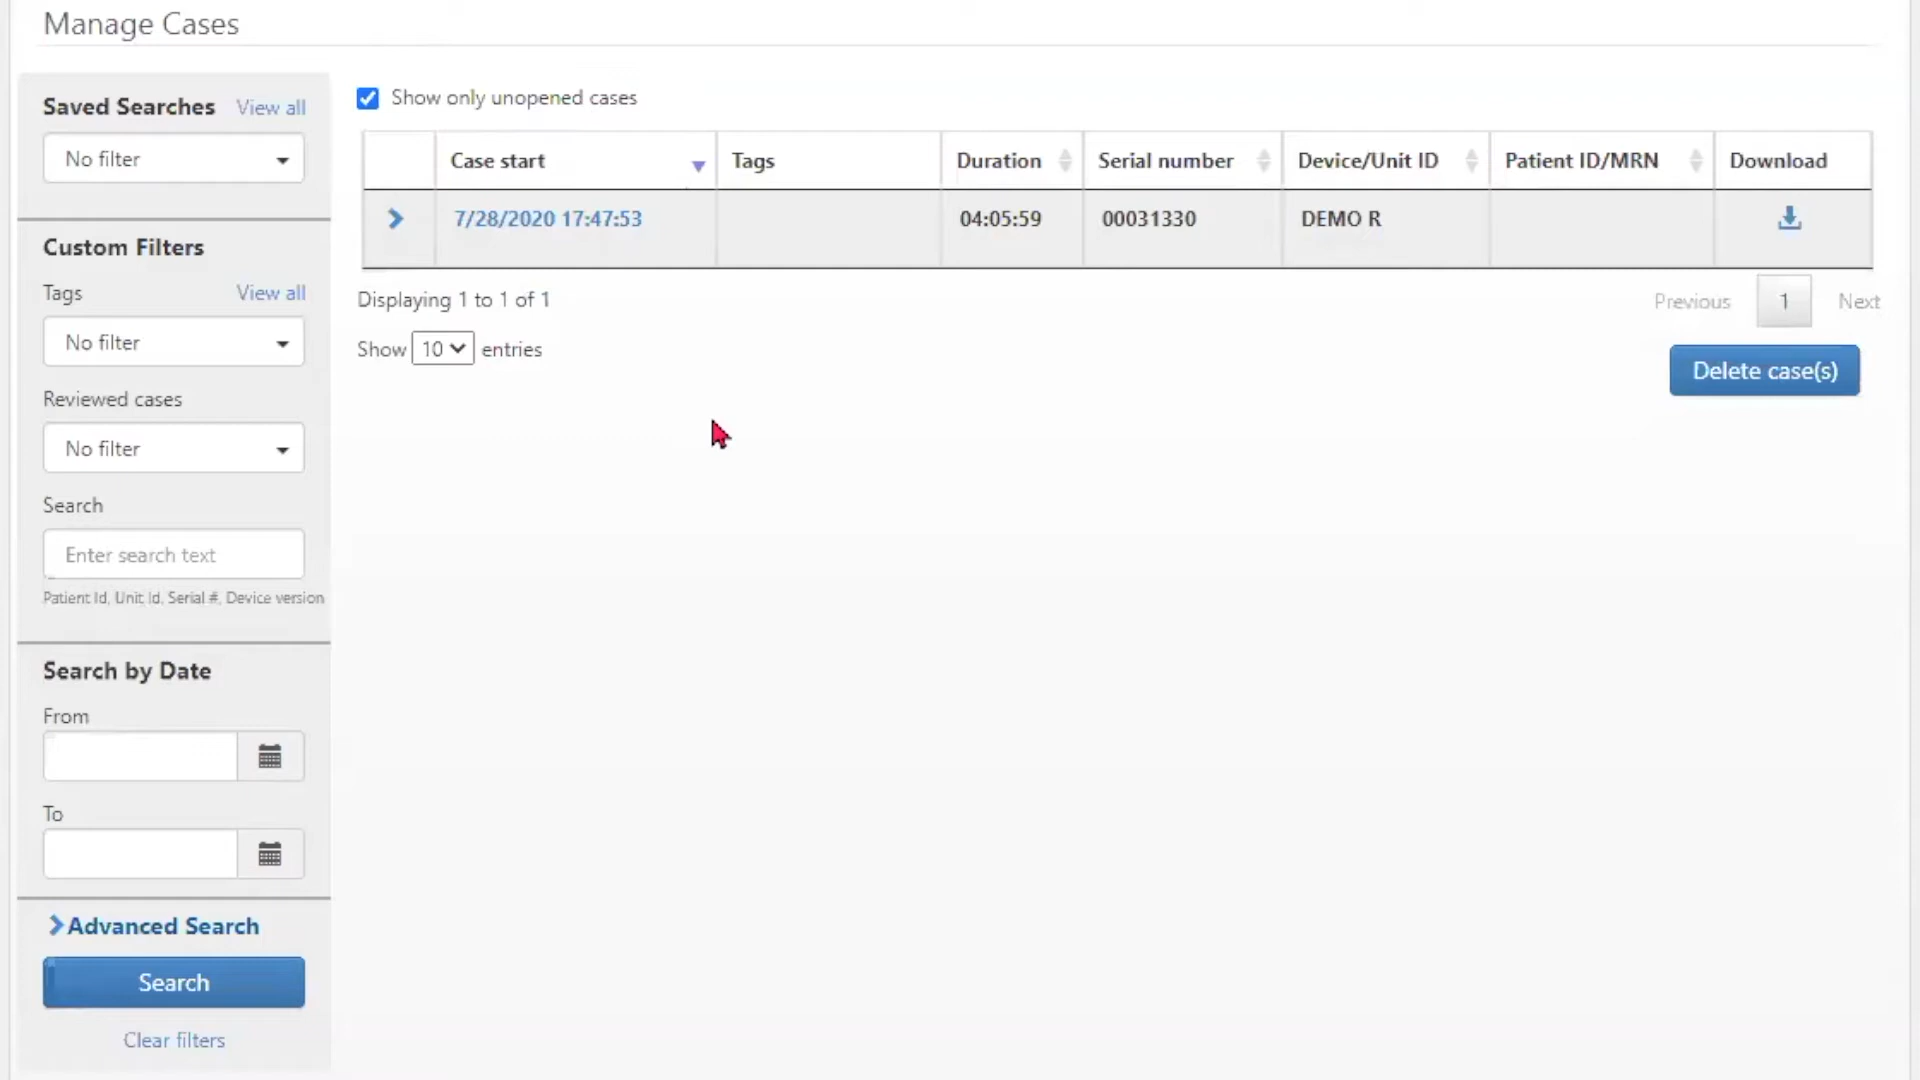 Manage Cases
Saved Searches View all
No filter
Custom Filters
Tags View all
No filter
Reviewed cases
No filter
Search
Enter search text
Patient Id, Unit Id, Serial #, Device version
Search by Date
From
To
Advanced Search
Search
Clear filters
Show only unopened cases
Case start Tags Duration Serial number Device/Unit ID Patient ID/MRN Download
7/28/2020 17:47:53 04:05:59 00031330 DEMO R
Displaying 1 to 1 of 1
Previous 1 Next
Show 10 entries
Delete case(s)